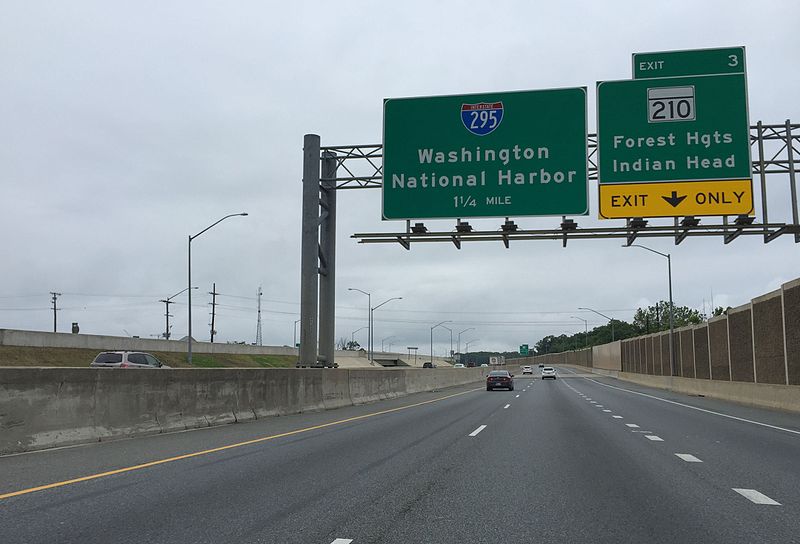 INTERSTATE
295
Washington
National Harbor
1¼ MILE
EXIT 3
210
Forest Hgts
Indian Head
EXIT ONLY